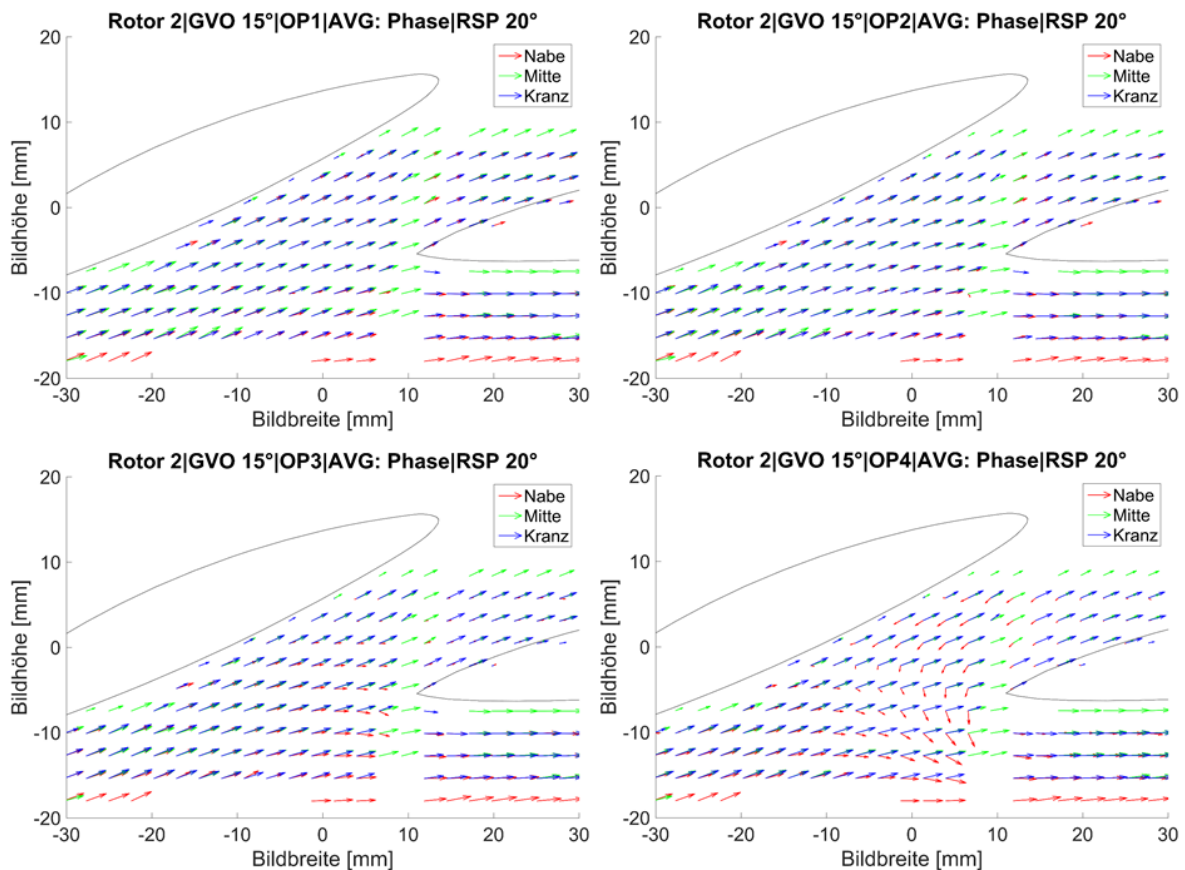 Rotor 2|GVO 15°|OP1|AVG: Phase|RSP 20°
20
10
0
-10
-20
Bildhöhe [mm]
Nabe
Mitte
Kranz
-30
-20
-10
0
10
20
30
Bildbreite [mm]
Rotor 2|GVO 15°|OP2|AVG: Phase|RSP 20°
20
10
0
-10
-20
Bildhöhe [mm]
Nabe
Mitte
Kranz
-30
-20
-10
0
10
20
30
Bildbreite [mm]
Rotor 2|GVO 15°|OP3|AVG: Phase|RSP 20°
20
10
0
-10
-20
Bildhöhe [mm]
Nabe
Mitte
Kranz
-30
-20
-10
0
10
20
30
Bildbreite [mm]
Rotor 2|GVO 15°|OP4|AVG: Phase|RSP 20°
20
10
0
-10
-20
Bildhöhe [mm]
Nabe
Mitte
Kranz
-30
-20
-10
0
10
20
30
Bildbreite [mm]